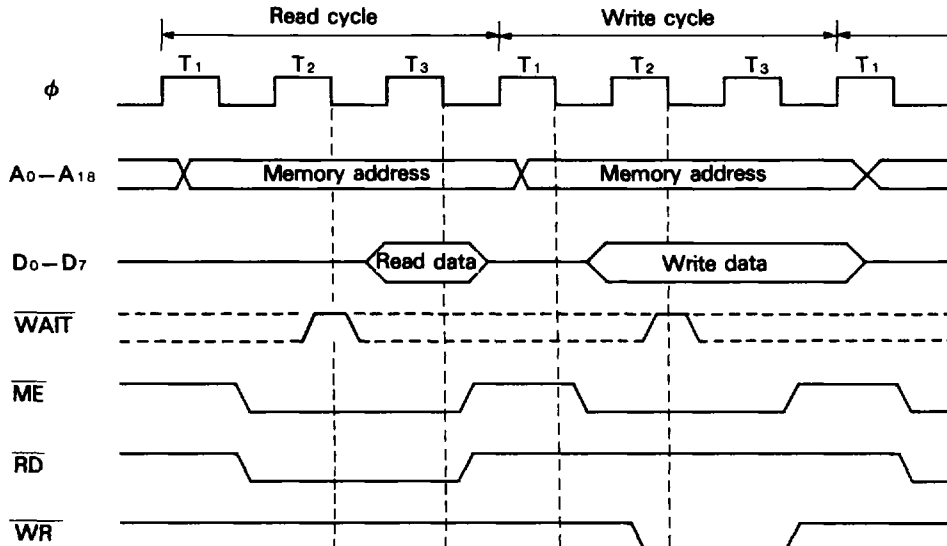 Read cycle Write cycle
T1 T2 T3 T1 T2 T3 T1
φ
A0—A18 Memory address Memory address
D0—D7 Read data Write data
WAIT
ME
RD
WR